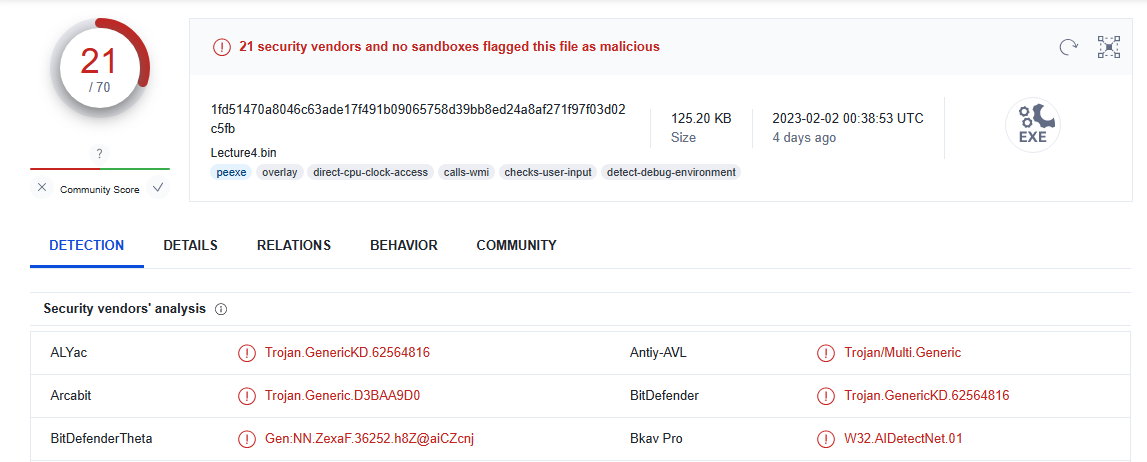 21
/ 70
?
Community Score
21 security vendors and no sandboxes flagged this file as malicious
1fd51470a8046c63ade17f491b09065758d39bb8ed24a8af271f97f03d02
c5fb
Lecture4.bin
peexe overlay direct-cpu-clock-access calls-wmi checks-user-input detect-debug-environment
125.20 KB
Size
2023-02-02 00:38:53 UTC
4 days ago
EXE
DETECTION DETAILS RELATIONS BEHAVIOR COMMUNITY
Security vendors' analysis
ALYac Trojan.GenericKD.62564816 Antiy-AVL Trojan/Multi.Generic
Arcabit Trojan.Generic.D3BAA9D0 BitDefender Trojan.GenericKD.62564816
BitDefenderTheta Gen:NN.ZexaF.36252.h8Z@aiCZcnj Bkav Pro W32.AIDetectNet.01